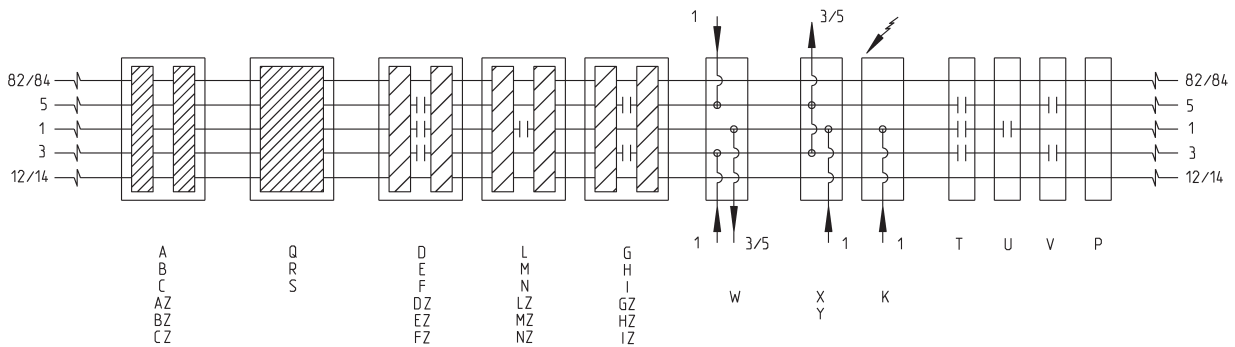 1
3/5
82/84
82/84
5
5
1
1
3
3
12/14
12/14
1
3/5
1
1
A
B
C
AZ
BZ
CZ
Q
R
S
D
E
F
DZ
EZ
FZ
L
M
N
LZ
MZ
NZ
G
H
I
GZ
HZ
IZ
W
X
Y
K
T
U
V
P